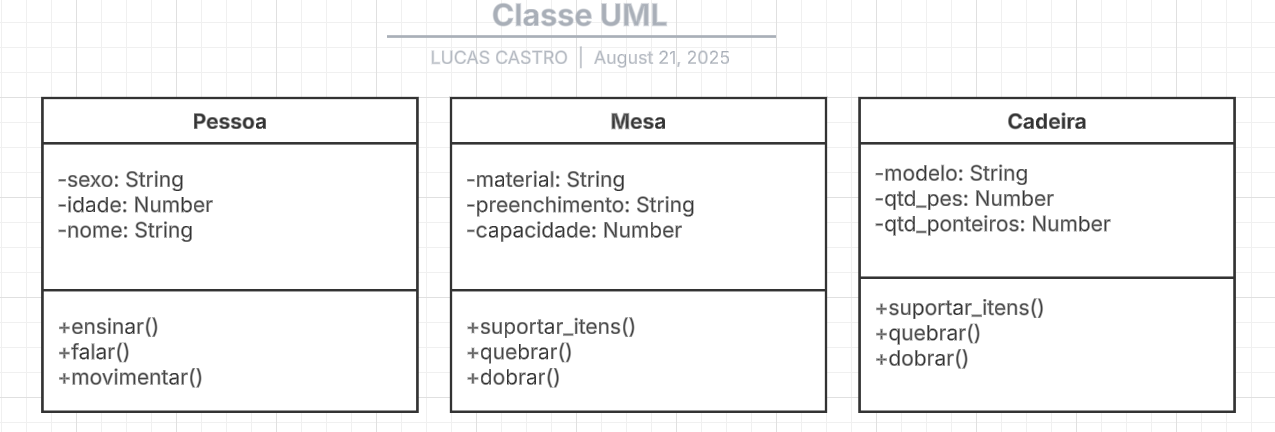 Classe UML
LUCAS CASTRO | August 21, 2025
Pessoa
-sexo: String
-idade: Number
-nome: String
+ensinar()
+falar()
+movimentar()
Mesa
-material: String
-preenchimento: String
-capacidade: Number
+suportar_itens()
+quebrar()
+dobrar()
Cadeira
-modelo: String
-qtd_pes: Number
-qtd_ponteiros: Number
+suportar_itens()
+quebrar()
+dobrar()